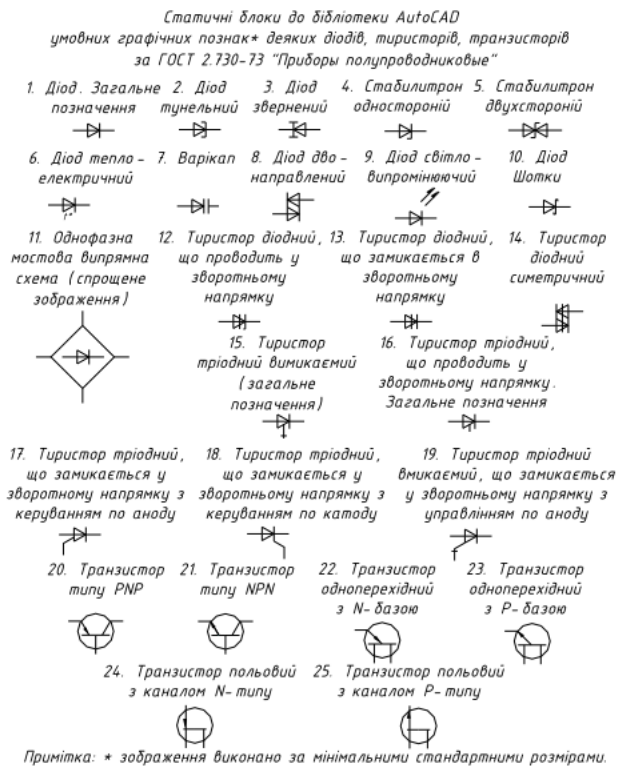 Статичні блоки до бібліотеки AutoCAD
умовних графічних познак* деяких діодів, тиристорів, транзисторів
за ГОСТ 2.730-73 "Приборы полупроводниковые"
1. Діод. Загальне позначення
2. Діод тунельний
3. Діод звернений
4. Стабилитрон одностороній
5. Стабилитрон двухстороній
6. Діод тепло-
електричний
7. Варікап
8. Діод дво-
направлений
9. Діод світло-
випромінюючий
10. Діод
Шотки
11. Однофазна
мостова випрямна
схема (спрощене
зображення)
12. Тиристор діодний,
що проводить у
зворотньому
напрямку
13. Тиристор діодний,
що замикається в
зворотньому
напрямку
14. Тиристор
діодний
симетричний
15. Тиристор
тріодний вимикаємий
(загальне
позначення)
16. Тиристор тріодний,
що проводить у
зворотньому напрямку.
Загальне позначення
17. Тиристор тріодний,
що замикається у
зворотному напрямку з
керуванням по аноду
18. Тиристор тріодний,
що замикається у
зворотньому напрямку з
керуванням по катоду
19. Тиристор тріодний
вмикаємий, що замикається
у зворотньому напрямку з
управлінням по аноду
20. Транзистор
типу PNP
21. Транзистор
типу NPN
22. Транзистор
одноперехідний
з N-базою
23. Транзистор
одноперехідний
з P-базою
24. Транзистор польовий
з каналом N-типу
25. Транзистор польовий
з каналом P-типу
Примітка: * зображення виконано за мінімальними стандартними розмірами.